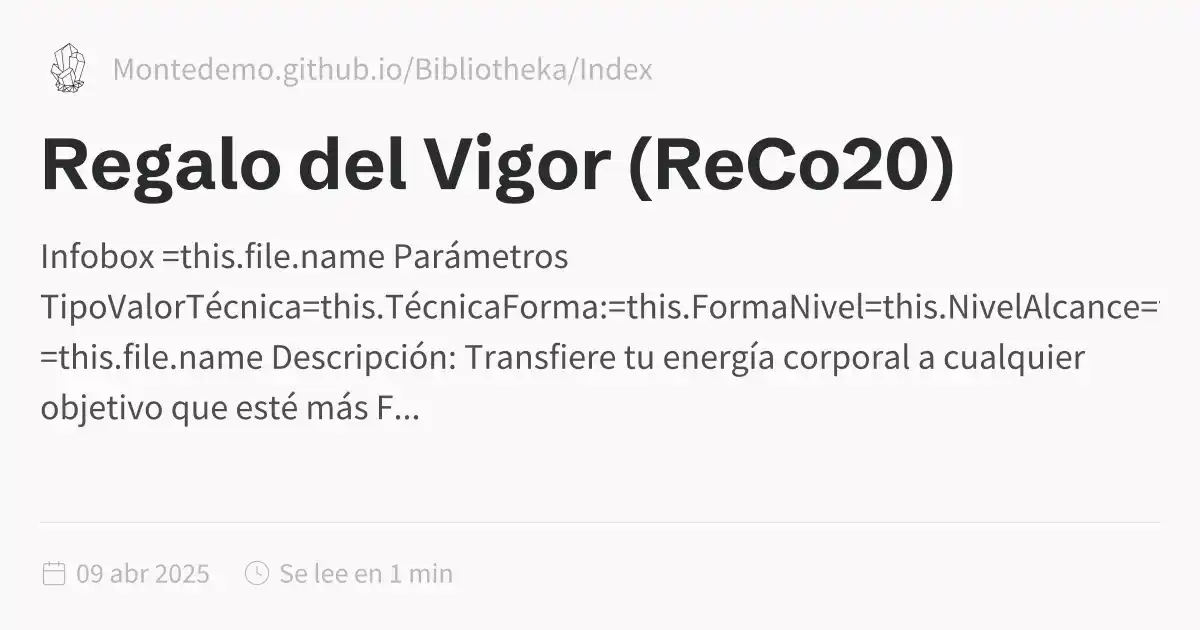 Montedemo.github.io/Bibliotheka/Index
Regalo del Vigor (ReCo20)
Infobox =this.file.name Parámetros
TipoValorTécnica=this.TécnicaForma:=this.FormaNivel=this.NivelAlcance=
=this.file.name Descripción: Transfiere tu energía corporal a cualquier
objetivo que esté más F...
09 abr 2025 Se lee en 1 min